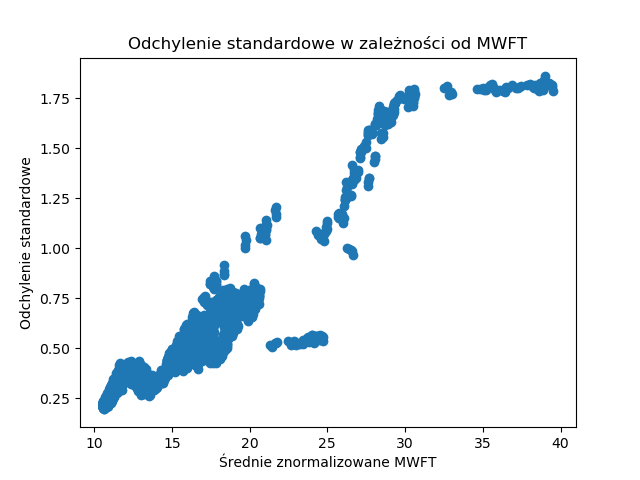 Odchylenie standardowe w zależności od MWFT
Odchylenie standardowe
1.75
1.50
1.25
1.00
0.75
0.50
0.25
10 15 20 25 30 35 40
Średnie znormalizowane MWFT